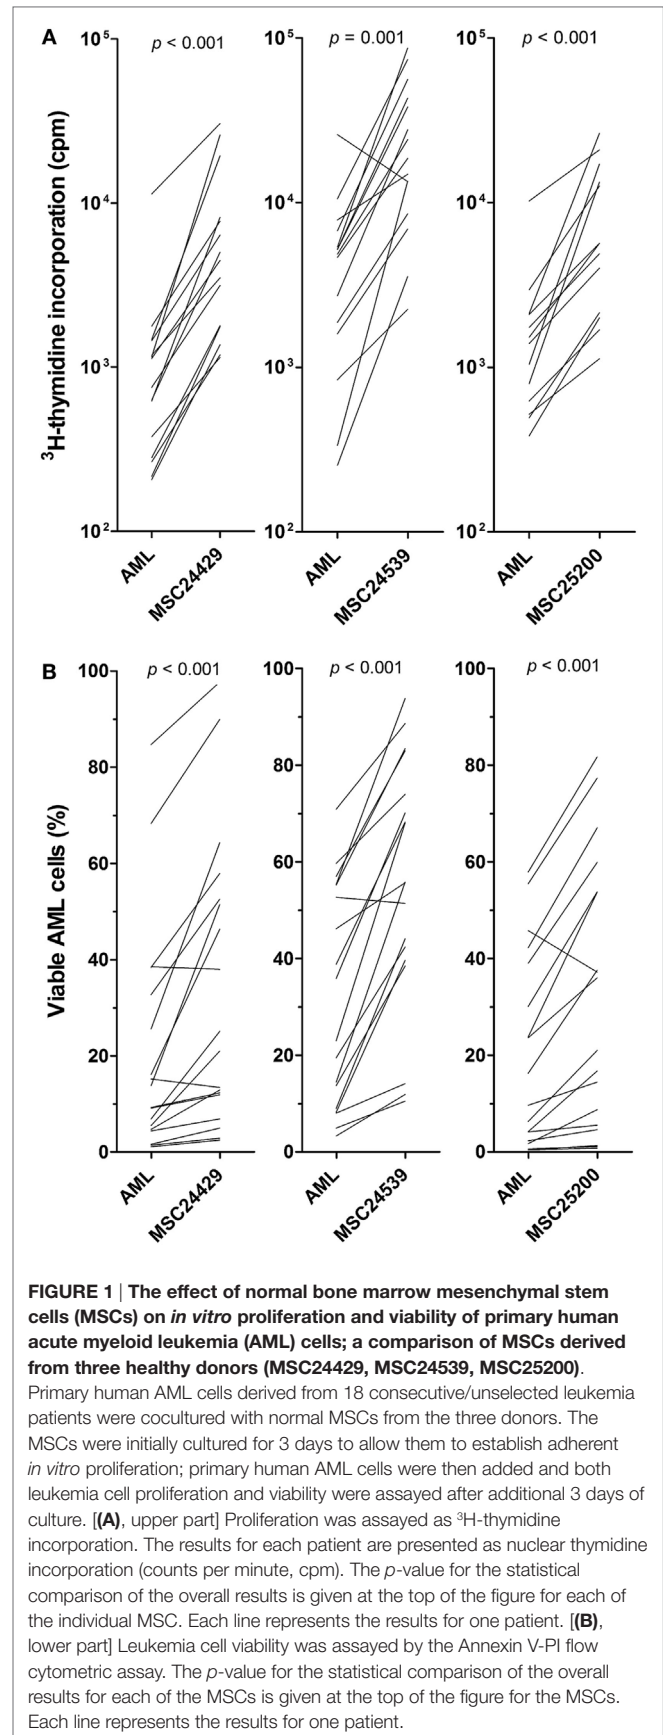 A
p < 0.001
p = 0.001
p < 0.001
³H-thymidine incorporation (cpm)
10⁵
10⁴
10³
10²
10⁵
10⁴
10³
10²
10⁵
10⁴
10³
10²
AML
MSC24429
AML
MSC24539
AML
MSC25200
B
p < 0.001
p < 0.001
p < 0.001
Viable AML cells (%)
100
80
60
40
20
0
100
80
60
40
20
0
100
80
60
40
20
0
AML
MSC24429
AML
MSC24539
AML
MSC25200
FIGURE 1 | The effect of normal bone marrow mesenchymal stem
cells (MSCs) on in vitro proliferation and viability of primary human
acute myeloid leukemia (AML) cells; a comparison of MSCs derived
from three healthy donors (MSC24429, MSC24539, MSC25200).
Primary human AML cells derived from 18 consecutive/unselected leukemia
patients were cocultured with normal MSCs from the three donors. The
MSCs were initially cultured for 3 days to allow them to establish adherent
in vitro proliferation; primary human AML cells were then added and both
leukemia cell proliferation and viability were assayed after additional 3 days of
culture. [(A), upper part] Proliferation was assayed as ³H-thymidine
incorporation. The results for each patient are presented as nuclear thymidine
incorporation (counts per minute, cpm). The p-value for the statistical
comparison of the overall results is given at the top of the figure for each of
the individual MSC. Each line represents the results for one patient. [(B),
lower part] Leukemia cell viability was assayed by the Annexin V-PI flow
cytometric assay. The p-value for the statistical comparison of the overall
results for each of the MSCs is given at the top of the figure for the MSCs.
Each line represents the results for one patient.